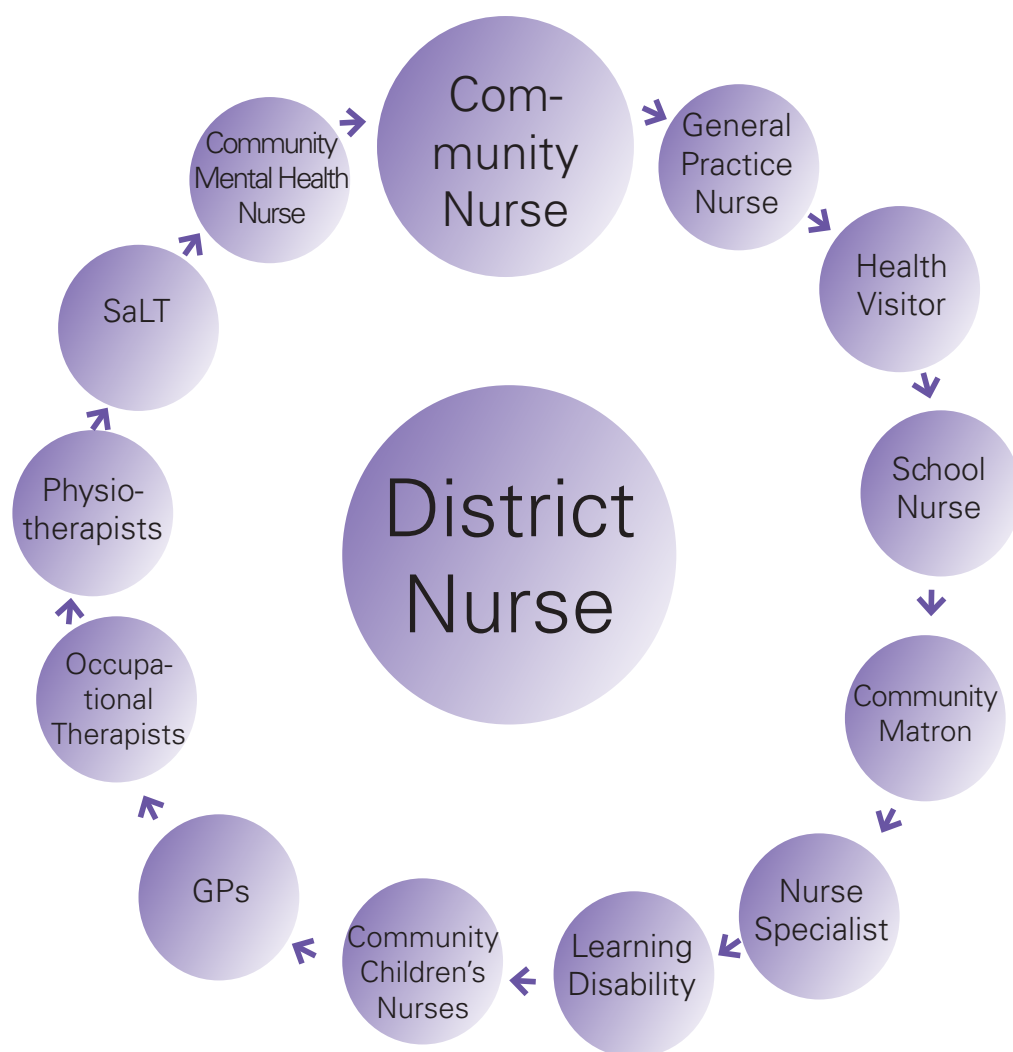 Com-
munity
Nurse
General
Practice
Nurse
Health
Visitor
School
Nurse
Community
Matron
Nurse
Specialist
Learning
Disability
Community
Children’s
Nurses
GPs
Occupa-
tional
Therapists
Physio-
therapists
SaLT
Community
Mental Health
Nurse
District
Nurse